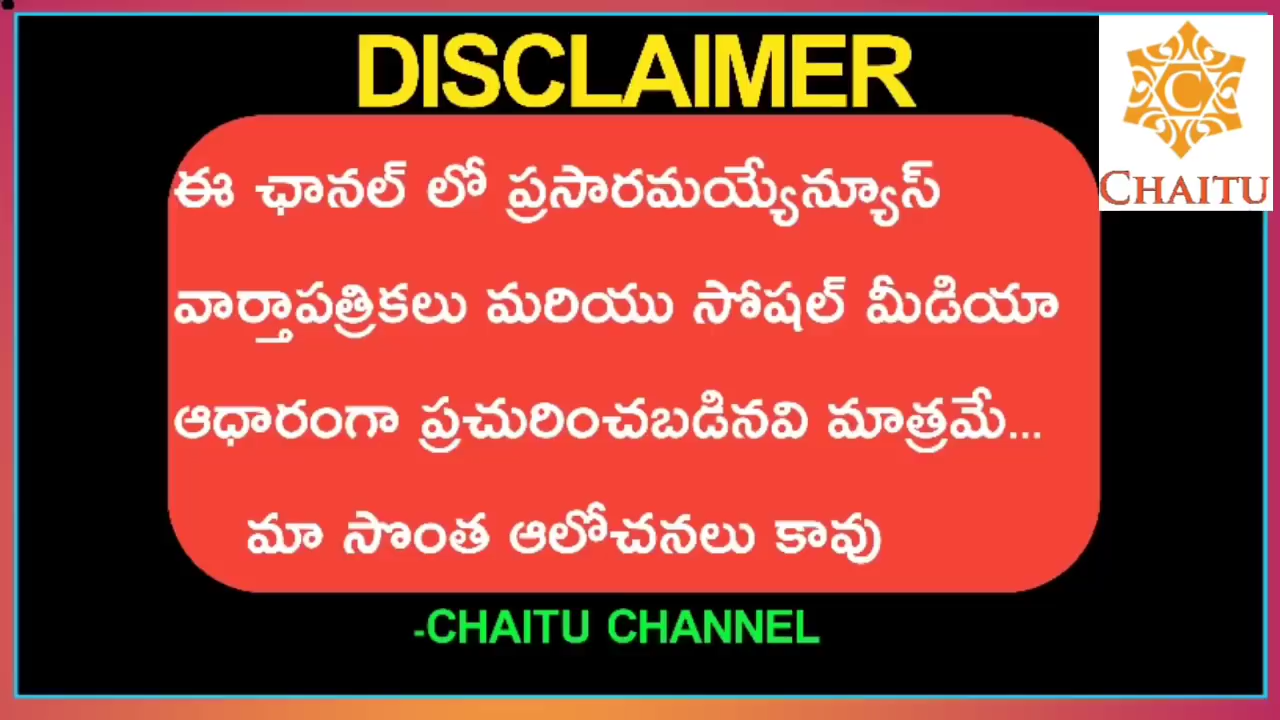 DISCLAIMER
C
CHAITU
ఈ ఛానల్ లో ప్రసారమయ్యేన్యూస్
వార్తాపత్రికలు మరియు సోషల్ మీడియా
ఆధారంగా ప్రచురించబడినవి మాత్రమే...
మా సొంత ఆలోచనలు కావు
-CHAITU CHANNEL